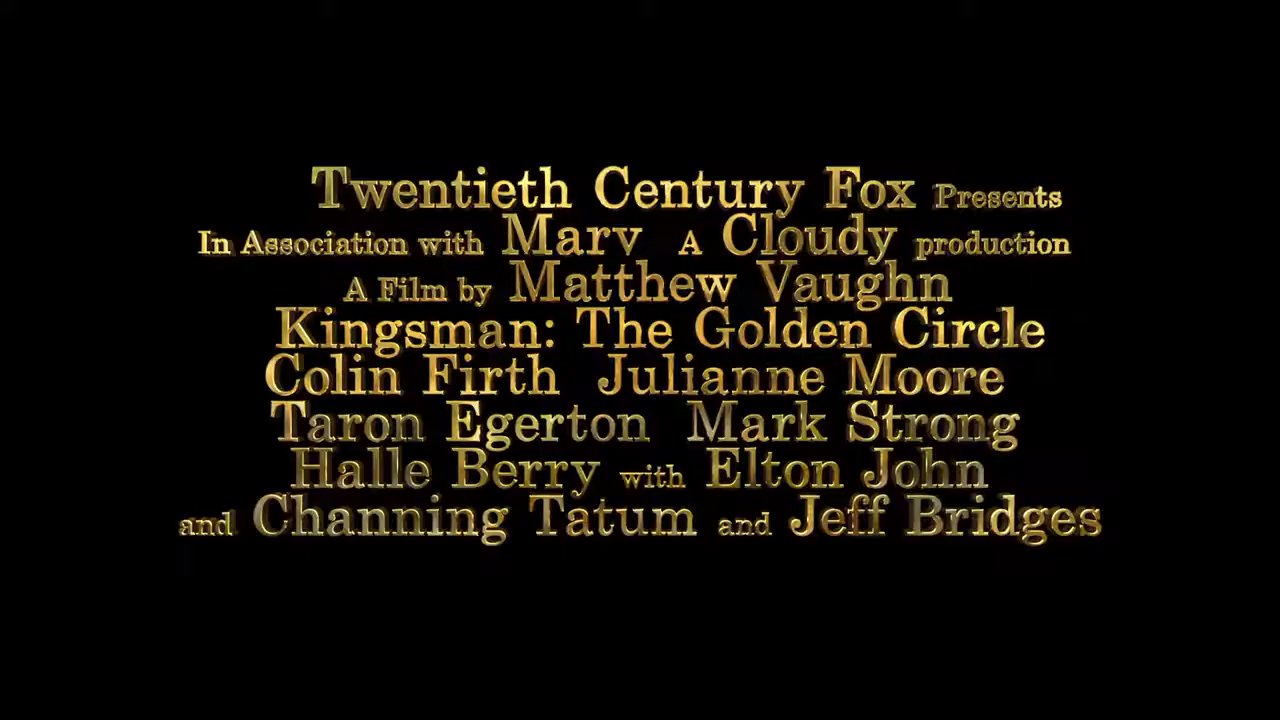 Twentieth Century Fox Presents
In Association with Marv A Cloudy production
A Film by Matthew Vaughn
Kingsman: The Golden Circle
Colin Firth Julianne Moore
Taron Egerton Mark Strong
Halle Berry with Elton John
and Channing Tatum and Jeff Bridges